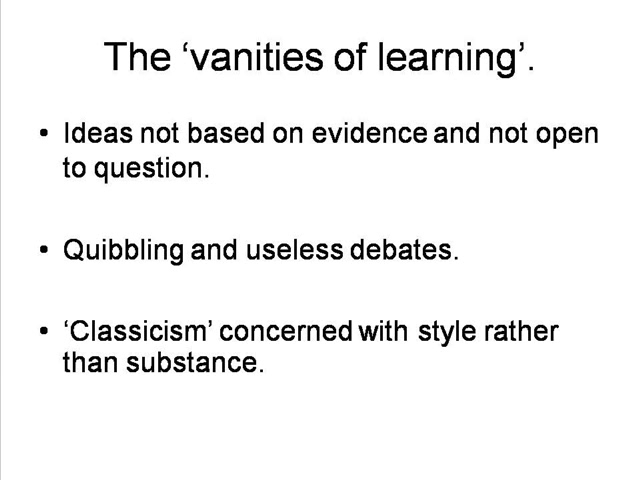 The ‘vanities of learning’.
• Ideas not based on evidence and not open
to question.
• Quibbling and useless debates.
• ‘Classicism’ concerned with style rather
than substance.